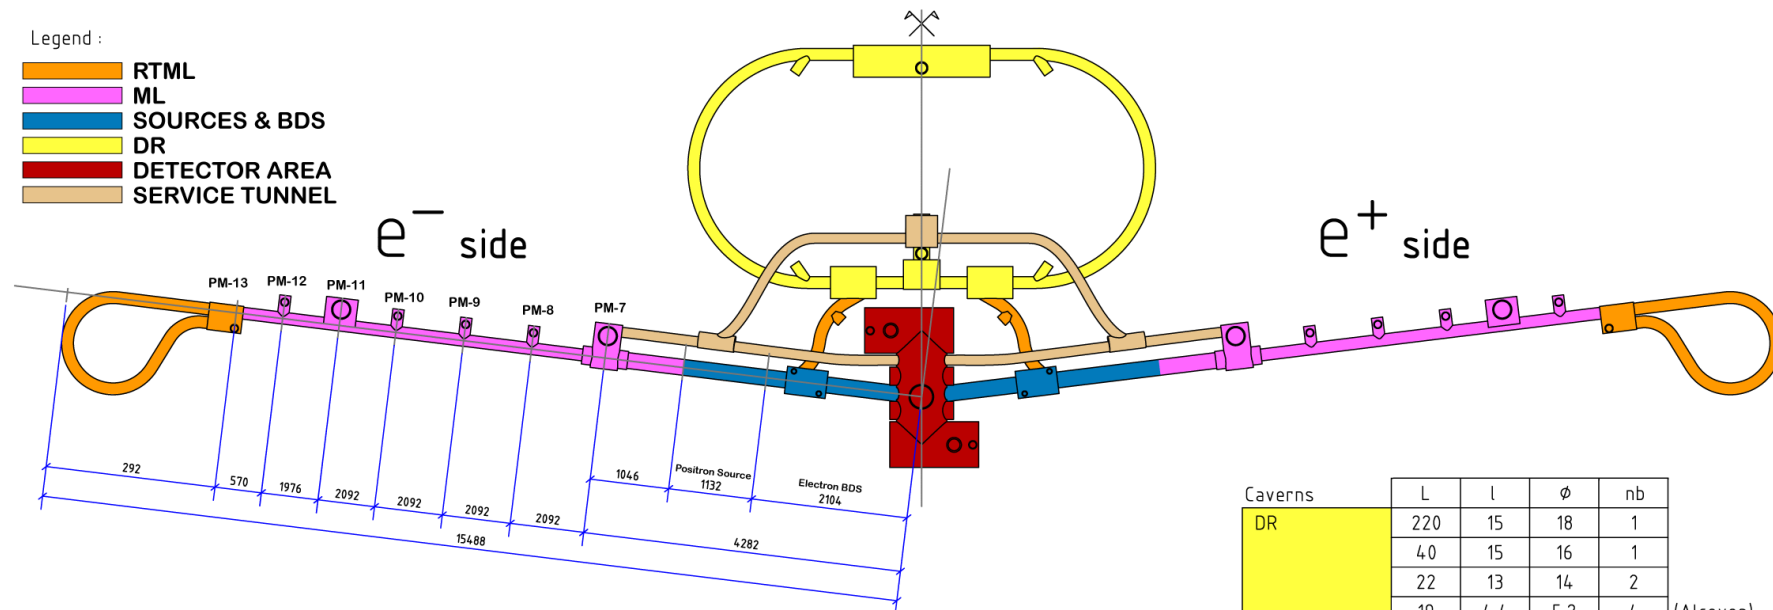 Legend :
RTML
ML
SOURCES & BDS
DR
DETECTOR AREA
SERVICE TUNNEL
e⁻ side
e⁺ side
PM-13
PM-12
PM-11
PM-10
PM-9
PM-8
PM-7
292
570
1976
2092
2092
2092
2092
1046
Positron Source
1132
Electron BDS
2104
15488
4282
Caverns L l ϕ nb
DR 220 15 18 1
40 15 16 1
22 13 14 2